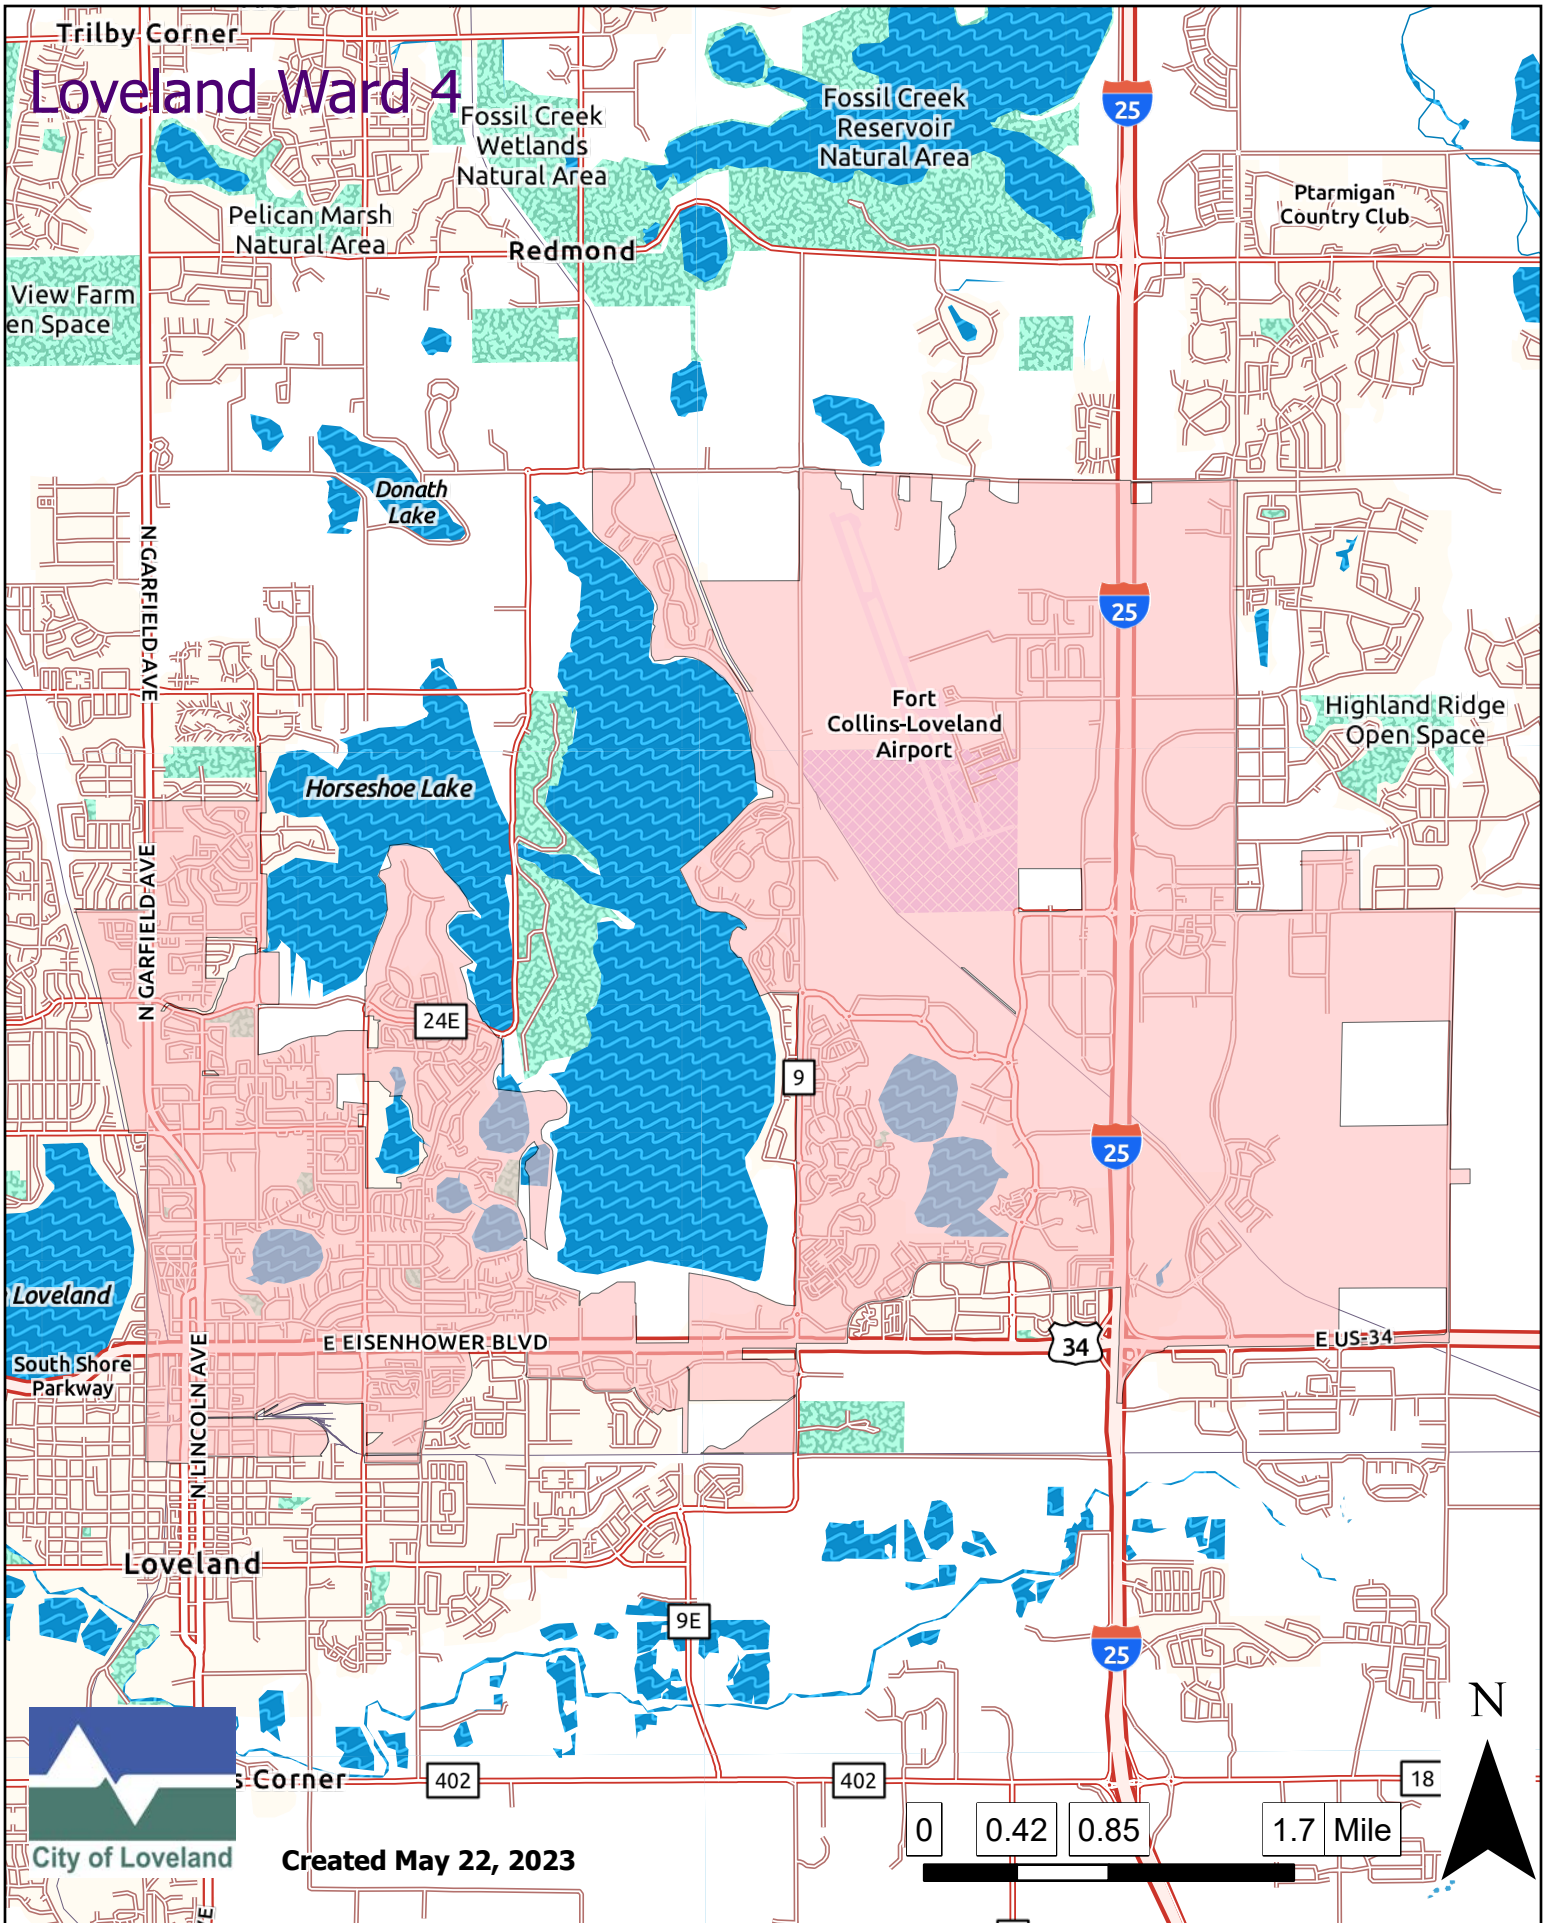 Trilby Corner
Loveland Ward 4
Fossil Creek
Wetlands
Natural Area
Fossil Creek
Reservoir
Natural Area
25
Ptarmigan
Country Club
Pelican Marsh
Natural Area
Redmond
View Farm
en Space
Donath
Lake
N GARFIELD AVE
25
Fort
Collins-Loveland
Airport
Highland Ridge
Open Space
Horseshoe Lake
N GARFIELD AVE
24E
9
25
Loveland
South Shore
Parkway
N LINCOLN AVE
E EISENHOWER BLVD
34
E US-34
Loveland
9E
25
N
City of Loveland
s Corner
402
402
18
0
0.42
0.85
1.7
Mile
Created May 22, 2023
VE